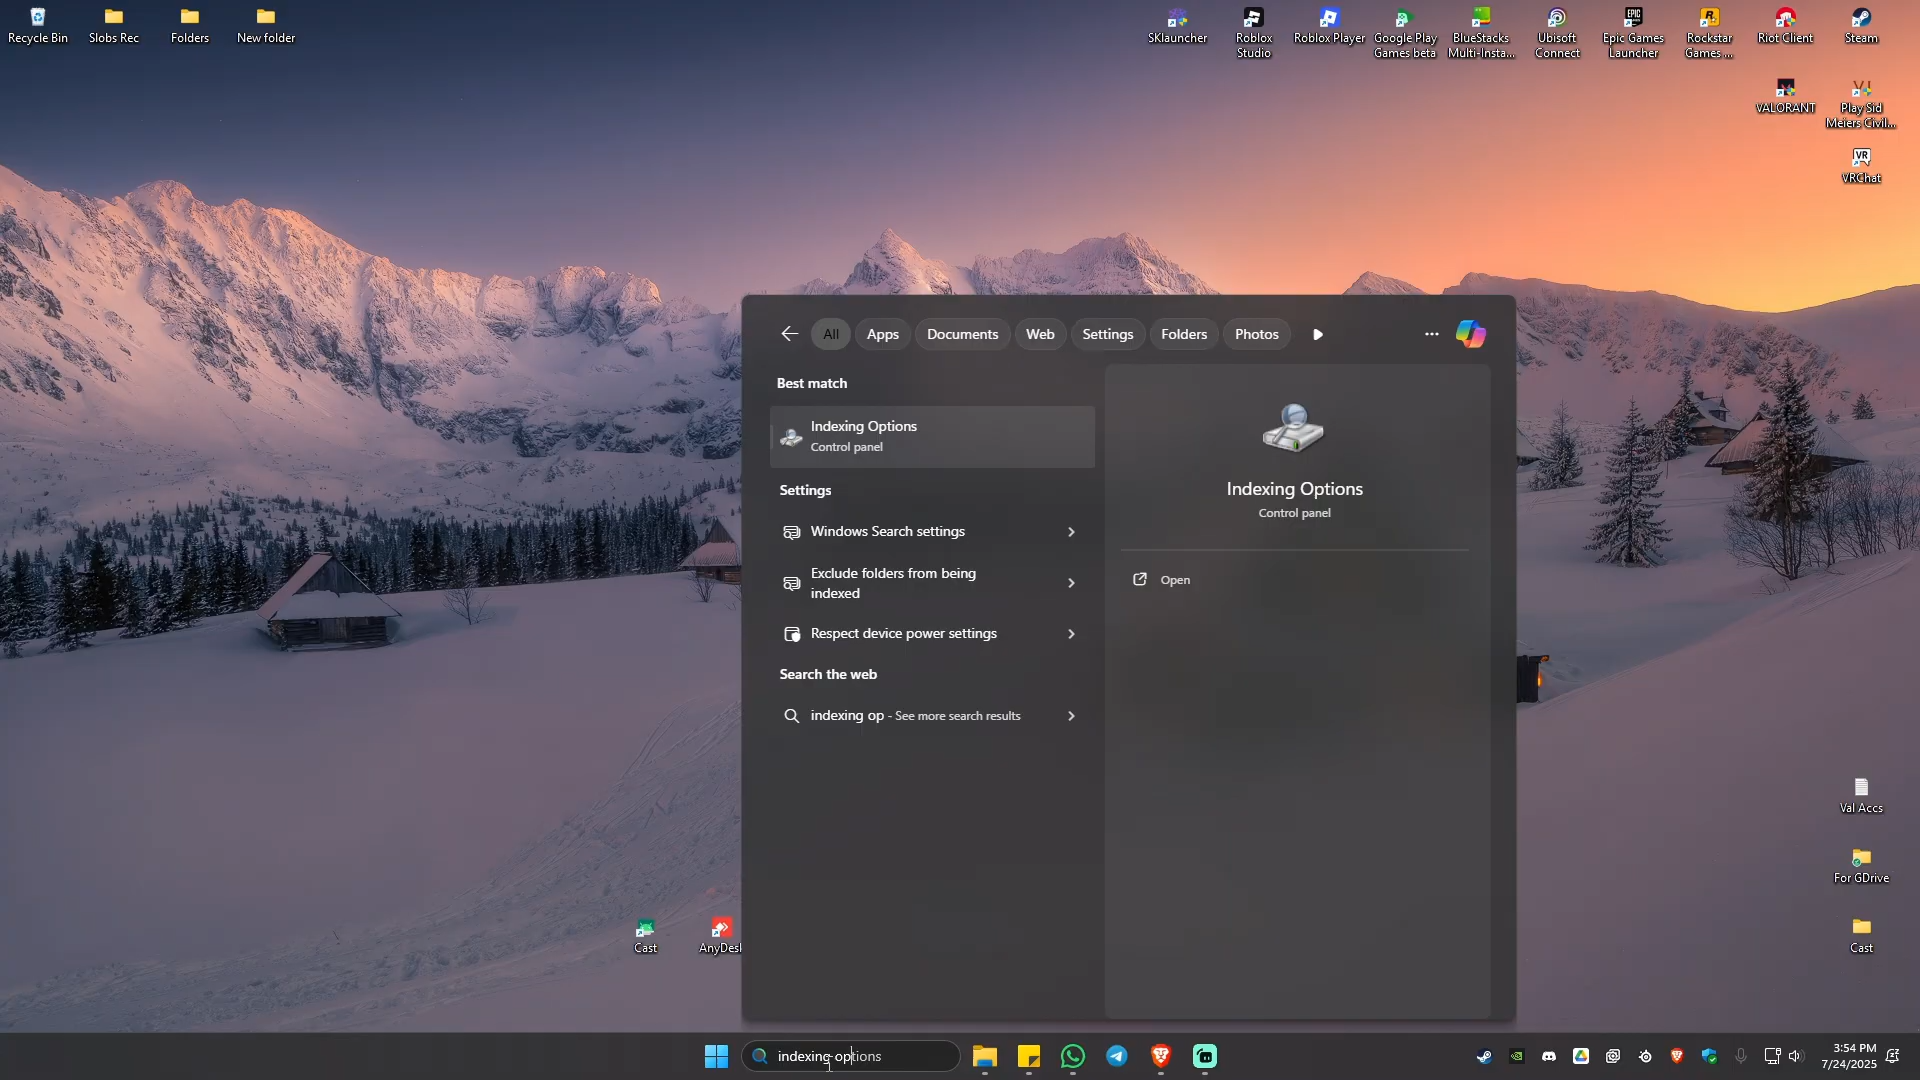 Recycle Bin
Slobs Rec
Folders
New folder
SKlauncher
Roblox
Studio
Roblox Player
Google Play
Games beta
BlueStacks
Multi-Insta...
Ubisoft
Connect
Epic Games
Launcher
Rockstar
Games ...
Riot Client
Steam
VALORANT
Play Sid
Meiers Civil...
VRChat
All
Apps
Documents
Web
Settings
Folders
Photos
Best match
Indexing Options
Control panel
Settings
Windows Search settings
Exclude folders from being
indexed
Respect device power settings
Search the web
indexing op - See more search results
Indexing Options
Control panel
Open
Val Accs
For GDrive
Cast
Cast
AnyDesk
indexing options
3:54 PM
7/24/2025